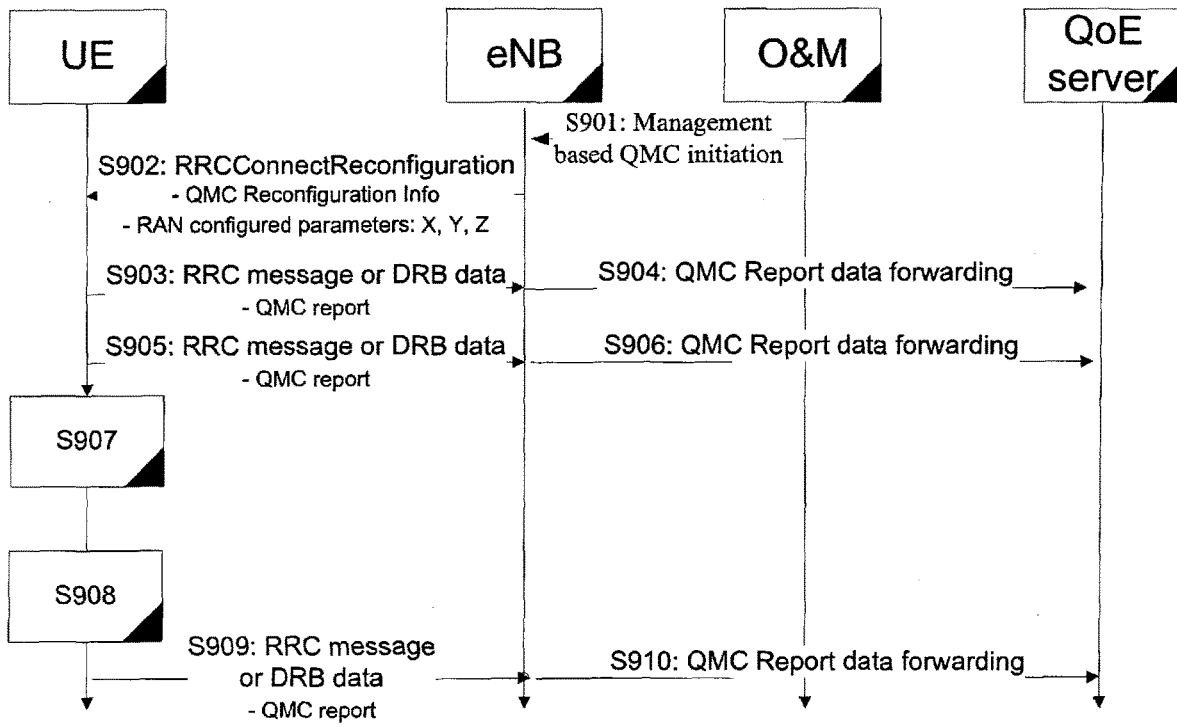 UE
eNB
O&M
QoE
server
S901: Management
based QMC initiation
S902: RRCConnectReconfiguration
- QMC Reconfiguration Info
- RAN configured parameters: X, Y, Z
S903: RRC message or DRB data
- QMC report
S904: QMC Report data forwarding
S905: RRC message or DRB data
- QMC report
S906: QMC Report data forwarding
S907
S908
S909: RRC message
or DRB data
- QMC report
S910: QMC Report data forwarding